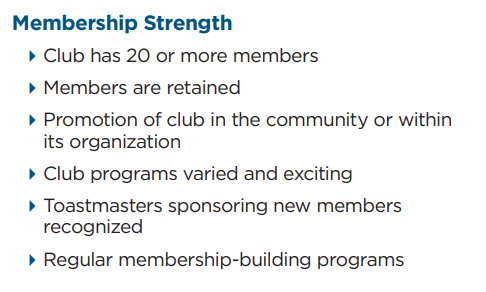 Membership Strength
Club has 20 or more members
Members are retained
Promotion of club in the community or within
its organization
Club programs varied and exciting
Toastmasters sponsoring new members
recognized
Regular membership-building programs